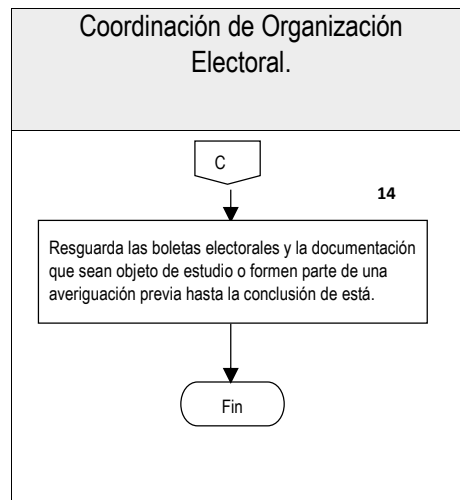 Coordinación de Organización
Electoral.
C
14
Resguarda las boletas electorales y la documentación
que sean objeto de estudio o formen parte de una
averiguación previa hasta la conclusión de está.
Fin